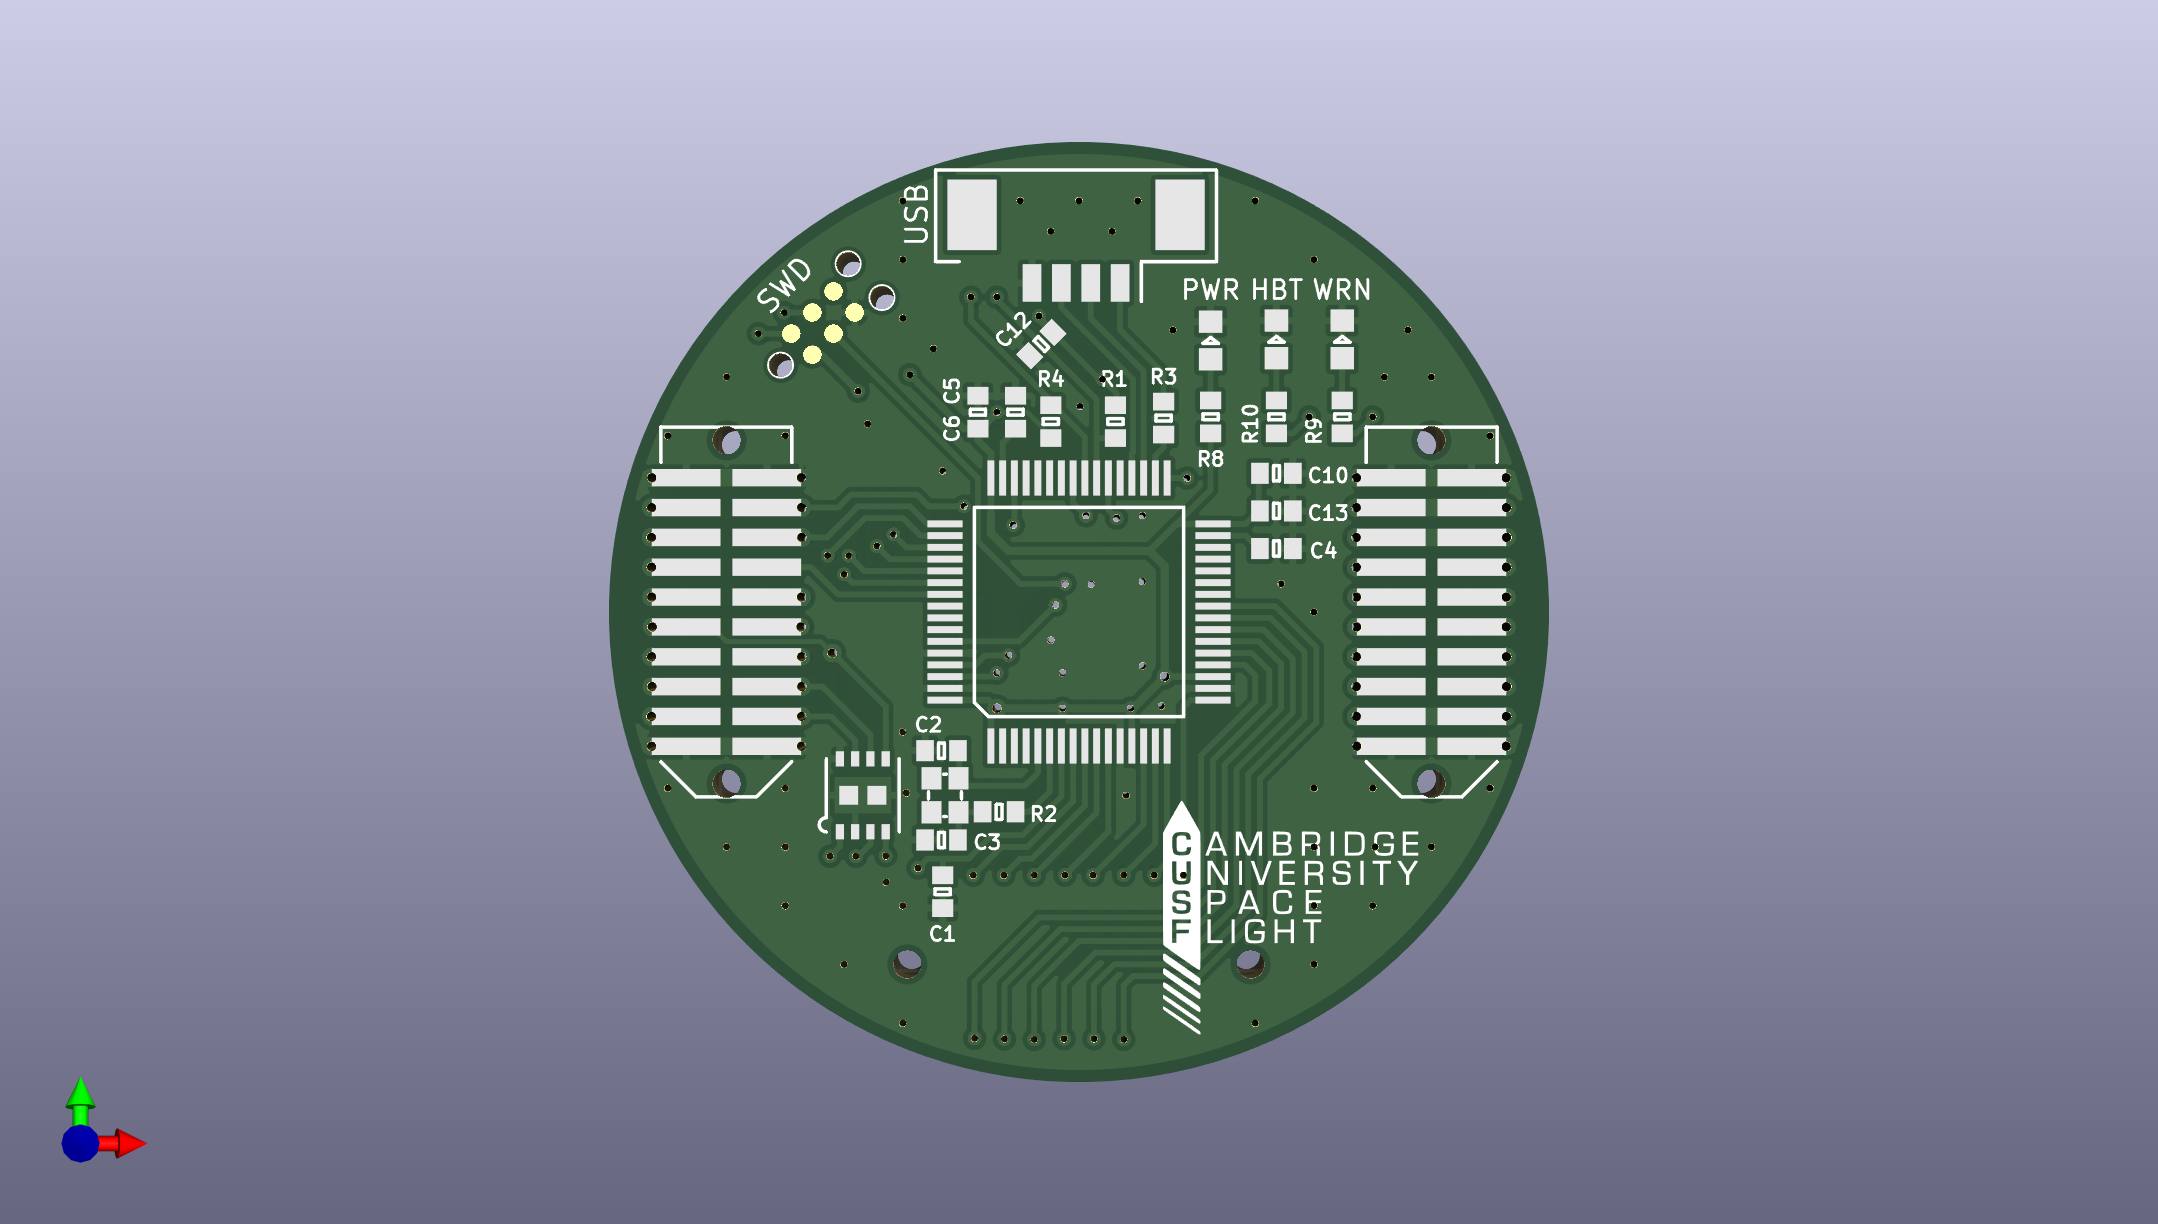 USB
SWD
PWR HBT WRN
C12
C5
R4
R1
R3
C6
R10
R9
R8
C10
C13
C4
C2
R2
C3
C1
CAMBRIDGE
UNIVERSITY
SPACE
FLIGHT